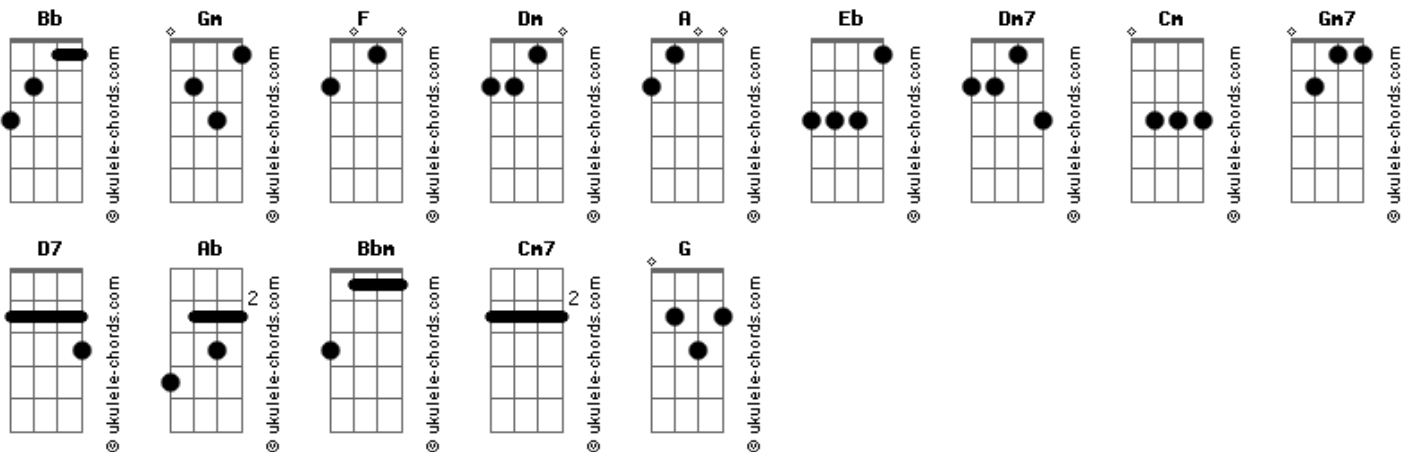 Bb Gm F Dm A Eb Dm7 Cm Gm7
© ukulele-chords.com © ukulele-chords.com © ukulele-chords.com © ukulele-chords.com © ukulele-chords.com © ukulele-chords.com © ukulele-chords.com © ukulele-chords.com © ukulele-chords.com
D7 Ab Bbm Cm7 G
2 2
© ukulele-chords.com © ukulele-chords.com © ukulele-chords.com © ukulele-chords.com © ukulele-chords.com